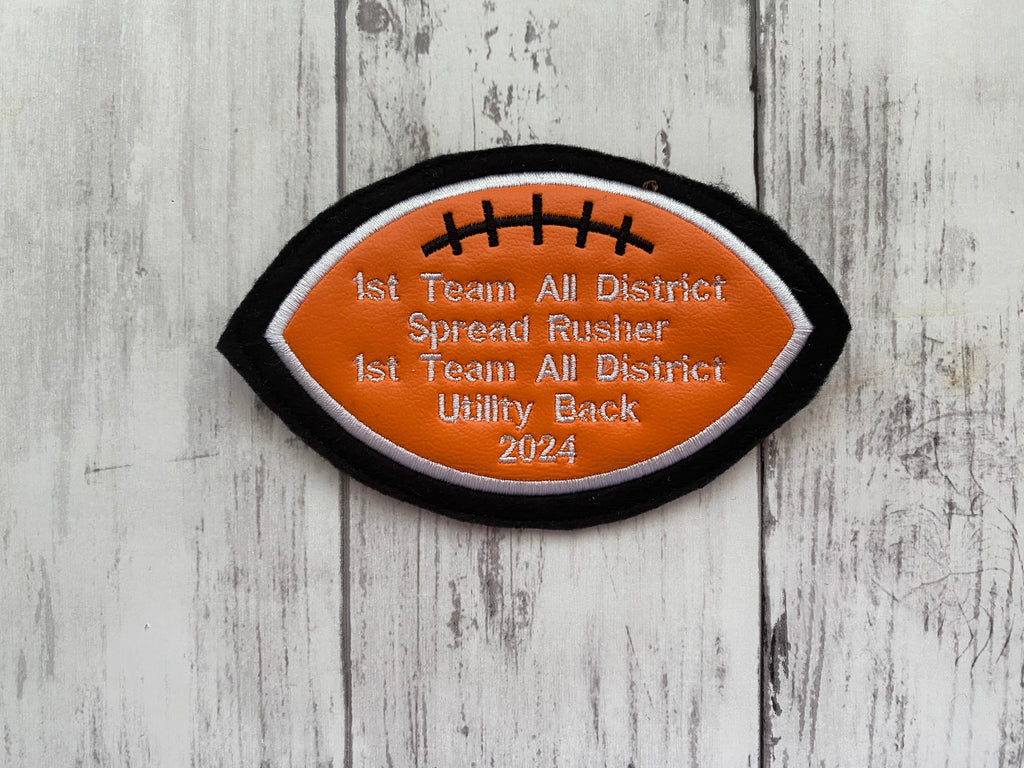 1st Team All District
Spread Rusher
1st Team All District
Utility Back
2024